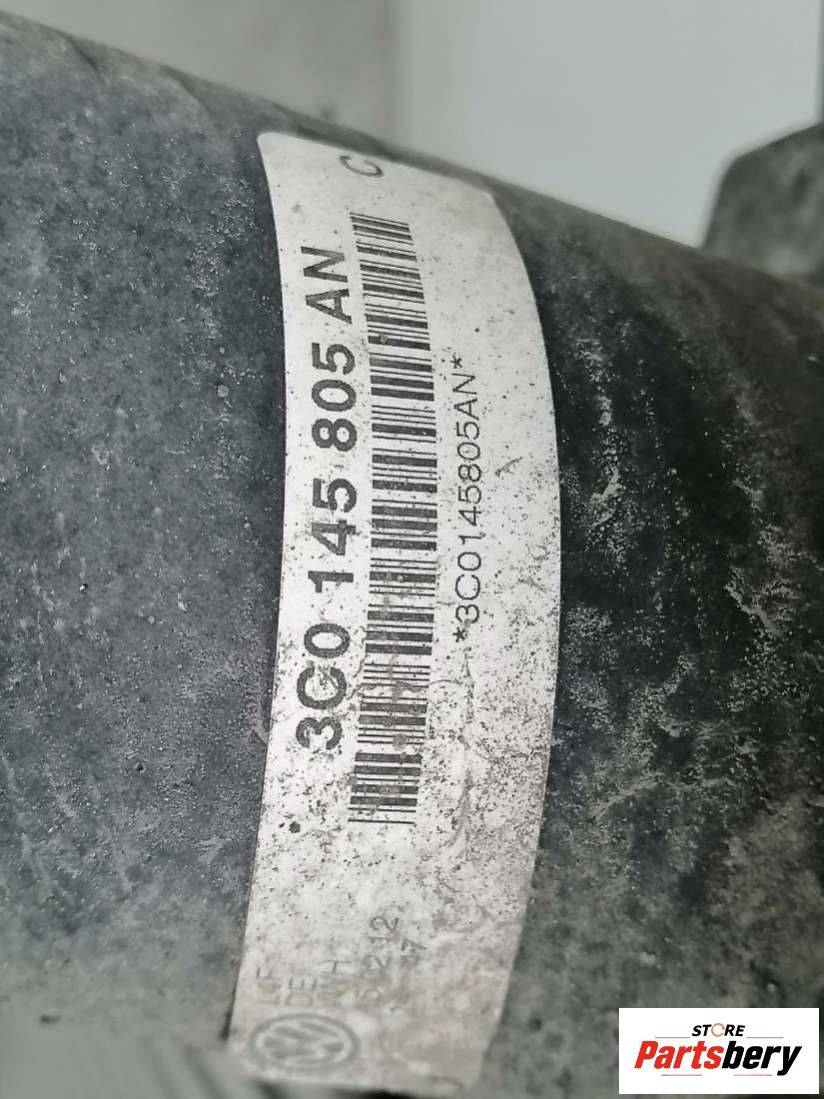 C
3C0 145 805 AN
*3C0145805AN*
STORE
Partsbery